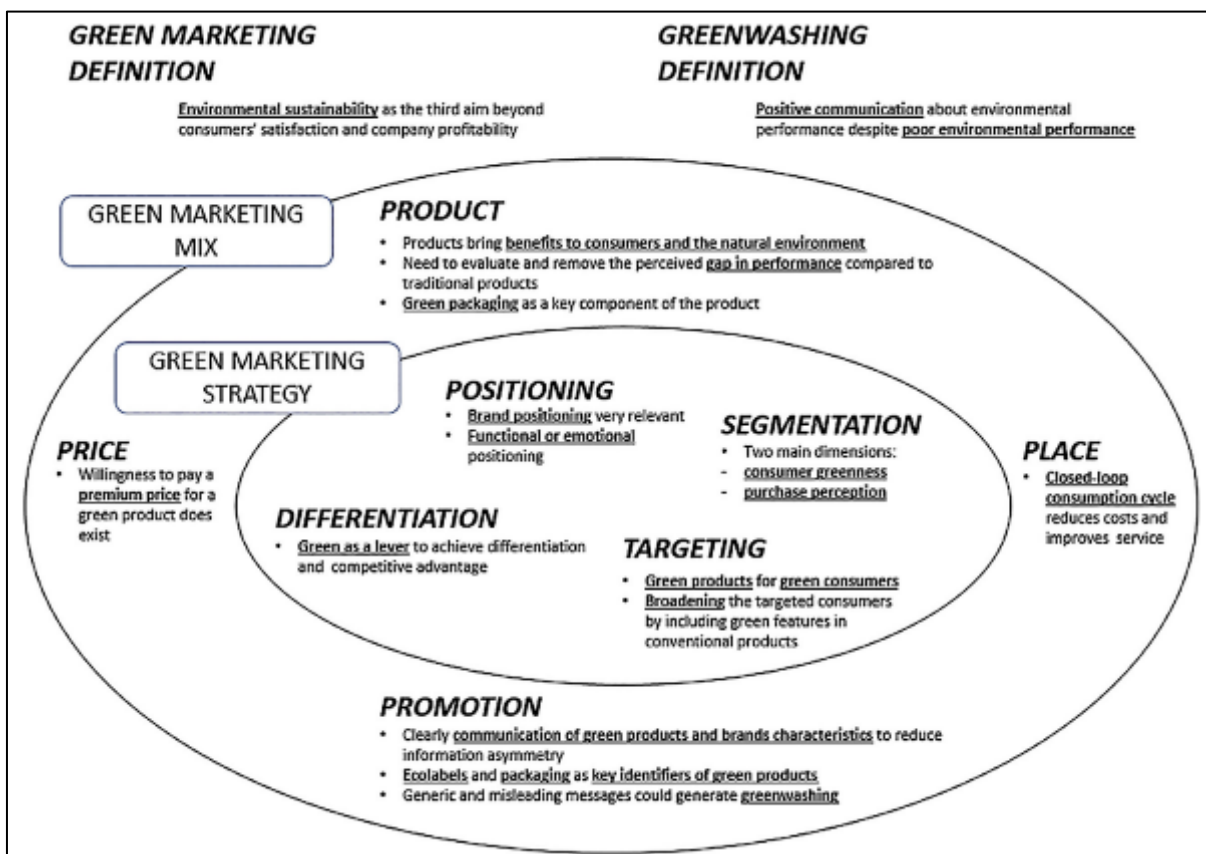 GREEN MARKETING
DEFINITION
Environmental sustainability as the third aim beyond
consumers' satisfaction and company profitability
GREENWASHING
DEFINITION
Positive communication about environmental
performance despite poor environmental performance
GREEN MARKETING
MIX
PRODUCT
• Products bring benefits to consumers and the natural environment
• Need to evaluate and remove the perceived gap in performance compared to
traditional products
• Green packaging as a key component of the product
GREEN MARKETING
STRATEGY
POSITIONING
• Brand positioning very relevant
• Functional or emotional
positioning
SEGMENTATION
• Two main dimensions:
- consumer greenness
- purchase perception
PRICE
• Willingness to pay a
premium price for a
green product does
exist
PLACE
• Closed-loop
consumption cycle
reduces costs and
improves service
DIFFERENTIATION
• Green as a lever to achieve differentiation
and competitive advantage
TARGETING
• Green products for green consumers
• Broadening the targeted consumers
by including green features in
conventional products
PROMOTION
• Clearly communication of green products and brands characteristics to reduce
information asymmetry
• Ecolabels and packaging as key identifiers of green products
• Generic and misleading messages could generate greenwashing